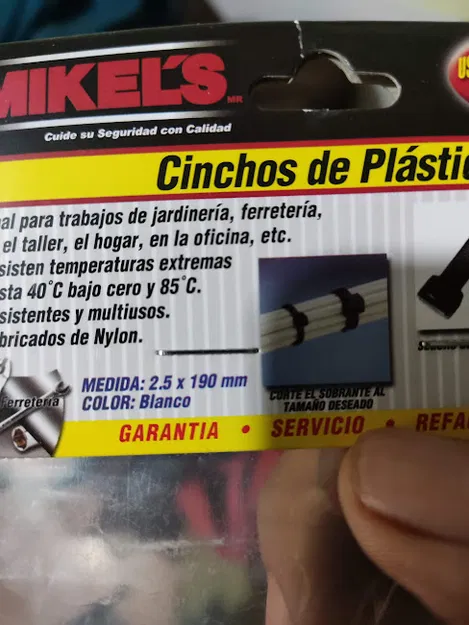 MIKEL'S MR
Cuide su Seguridad con Calidad
US
Cinchos de Plástic
al para trabajos de jardinería, ferretería,
el taller, el hogar, en la oficina, etc.
sisten temperaturas extremas
sta 40°C bajo cero y 85°C.
sistentes y multiusos.
bricados de Nylon.
Ferretería
MEDIDA: 2.5 x 190 mm
COLOR: Blanco
CORTE EL SOBRANTE AL
TAMAÑO DESEADO
GARANTIA • SERVICIO • REFA